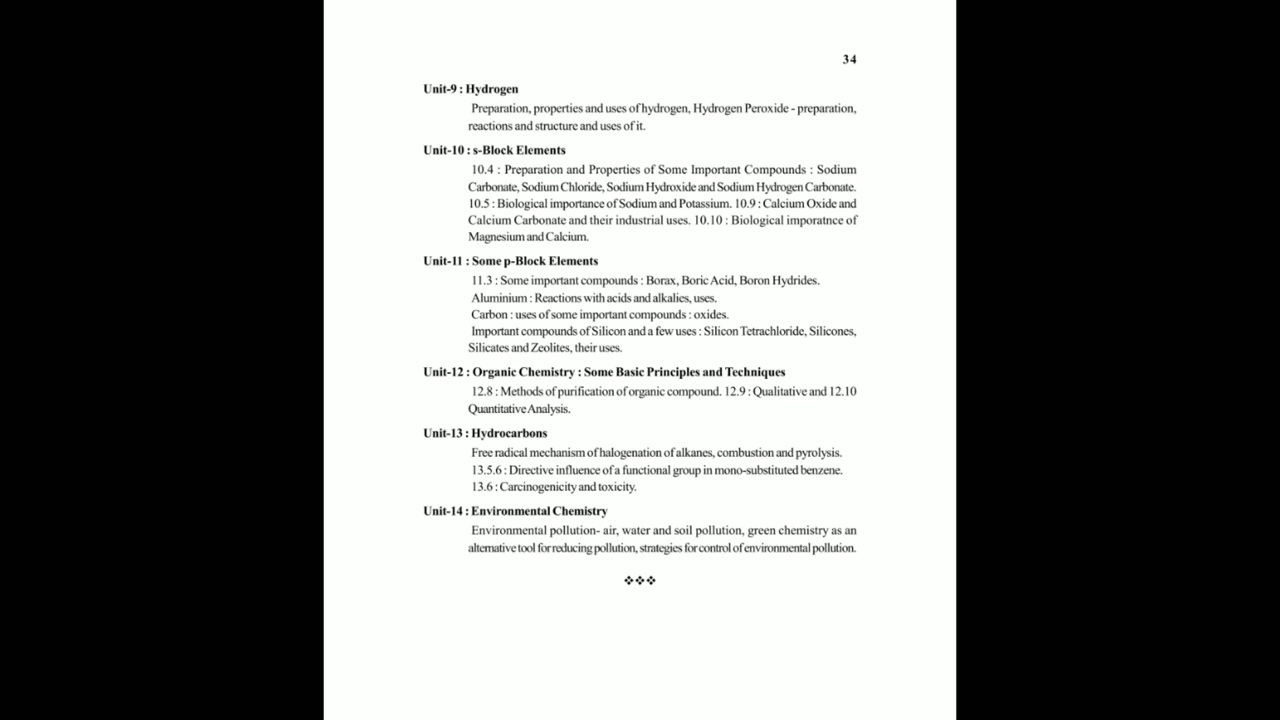 34
Unit-9 : Hydrogen
Preparation, properties and uses of hydrogen, Hydrogen Peroxide - preparation,
reactions and structure and uses of it.
Unit-10 : s-Block Elements
10.4 : Preparation and Properties of Some Important Compounds : Sodium
Carbonate, Sodium Chloride, Sodium Hydroxide and Sodium Hydrogen Carbonate.
10.5 : Biological importance of Sodium and Potassium. 10.9 : Calcium Oxide and
Calcium Carbonate and their industrial uses. 10.10 : Biological imporatnce of
Magnesium and Calcium.
Unit-11 : Some p-Block Elements
11.3 : Some important compounds : Borax, Boric Acid, Boron Hydrides.
Aluminium : Reactions with acids and alkalies, uses.
Carbon : uses of some important compounds : oxides.
Important compounds of Silicon and a few uses : Silicon Tetrachloride, Silicones,
Silicates and Zeolites, their uses.
Unit-12 : Organic Chemistry : Some Basic Principles and Techniques
12.8 : Methods of purification of organic compound. 12.9 : Qualitative and 12.10
Quantitative Analysis.
Unit-13 : Hydrocarbons
Free radical mechanism of halogenation of alkanes, combustion and pyrolysis.
13.5.6 : Directive influence of a functional group in mono-substituted benzene.
13.6 : Carcinogenicity and toxicity.
Unit-14 : Environmental Chemistry
Environmental pollution- air, water and soil pollution, green chemistry as an
alternative tool for reducing pollution, strategies for control of environmental pollution.